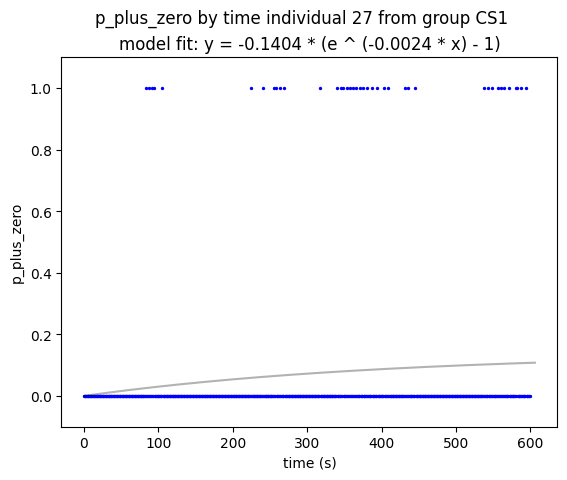 p_plus_zero by time individual 27 from group CS1
model fit: y = -0.1404 * (e ^ (-0.0024 * x) - 1)
1.0
0.8
0.6
0.4
0.2
0.0
p_plus_zero
0 100 200 300 400 500 600
time (s)